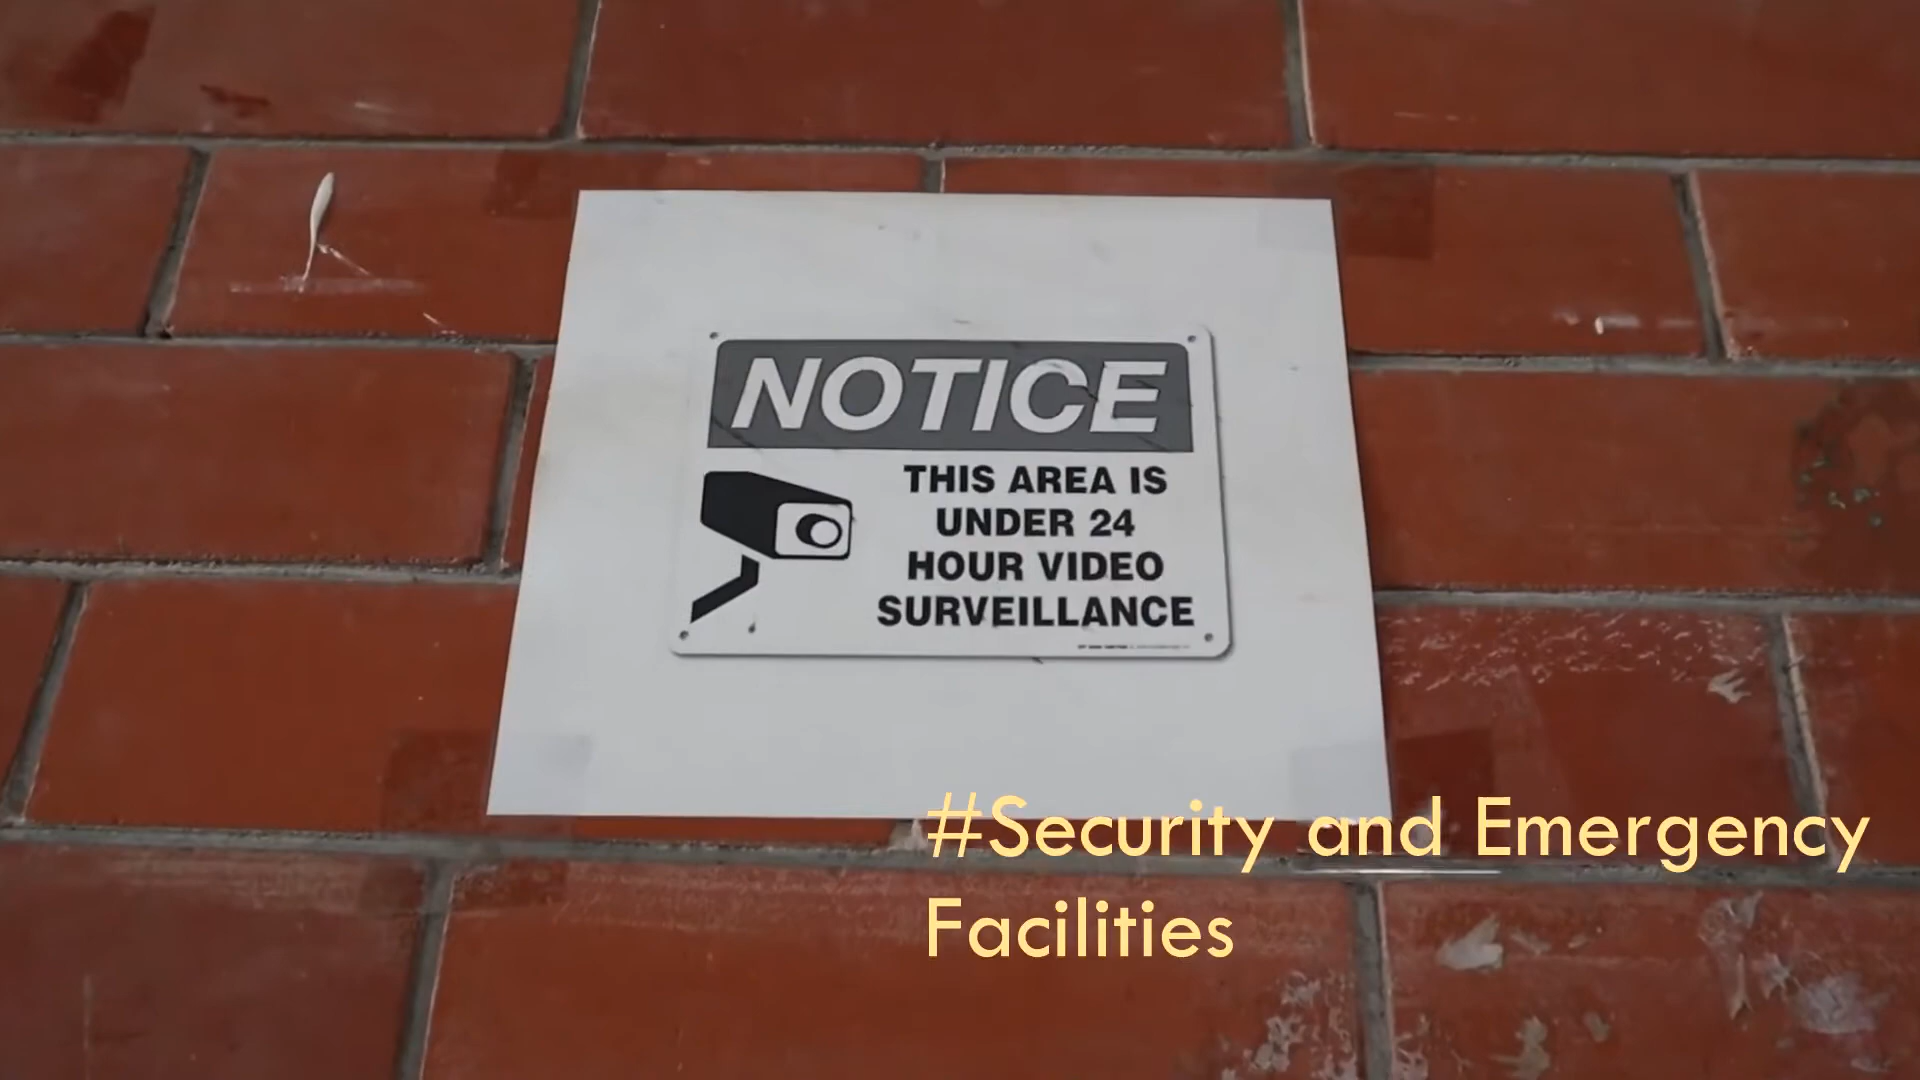 NOTICE
THIS AREA IS
UNDER 24
HOUR VIDEO
SURVEILLANCE
#Security and Emergency
Facilities